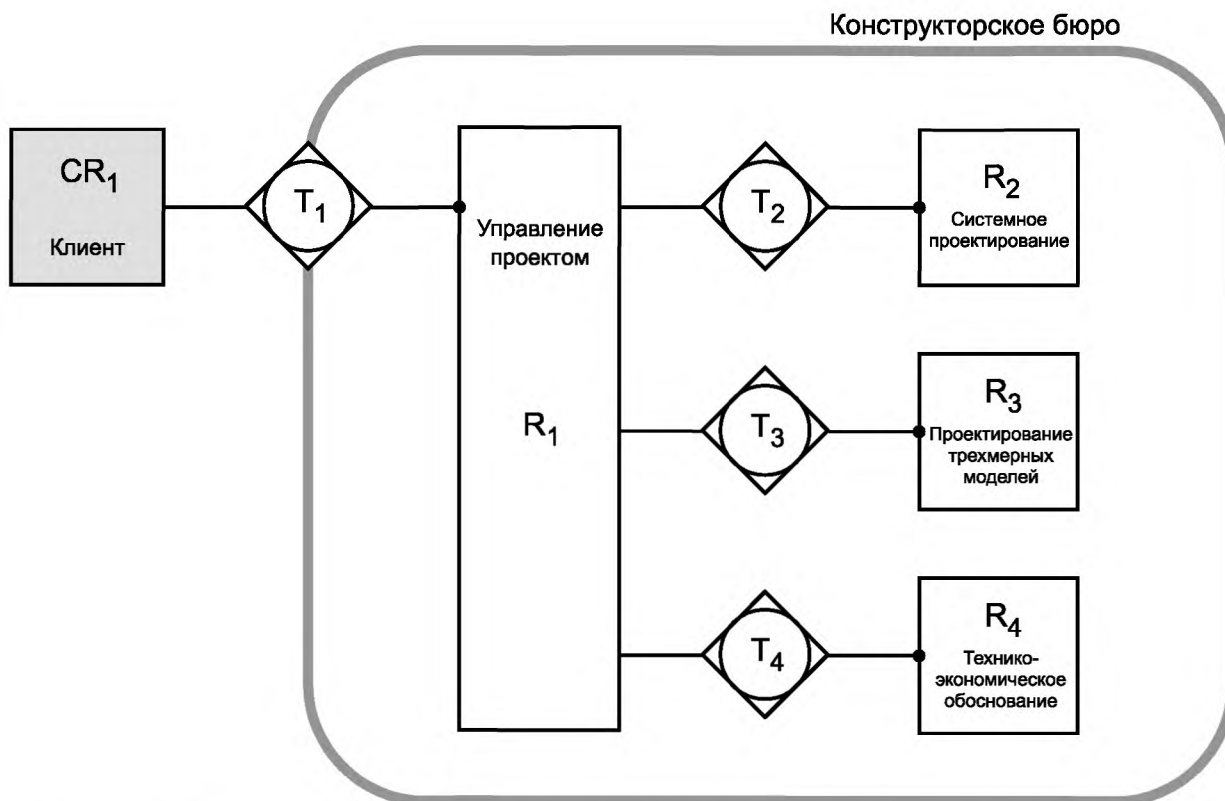 Конструкторское бюро
CR₁
Клиент
T₁
Управление
проектом
R₁
T₂
R₂
Системное
проектирование
T₃
R₃
Проектирование
трехмерных
моделей
T₄
R₄
Технико-
экономическое
обоснование